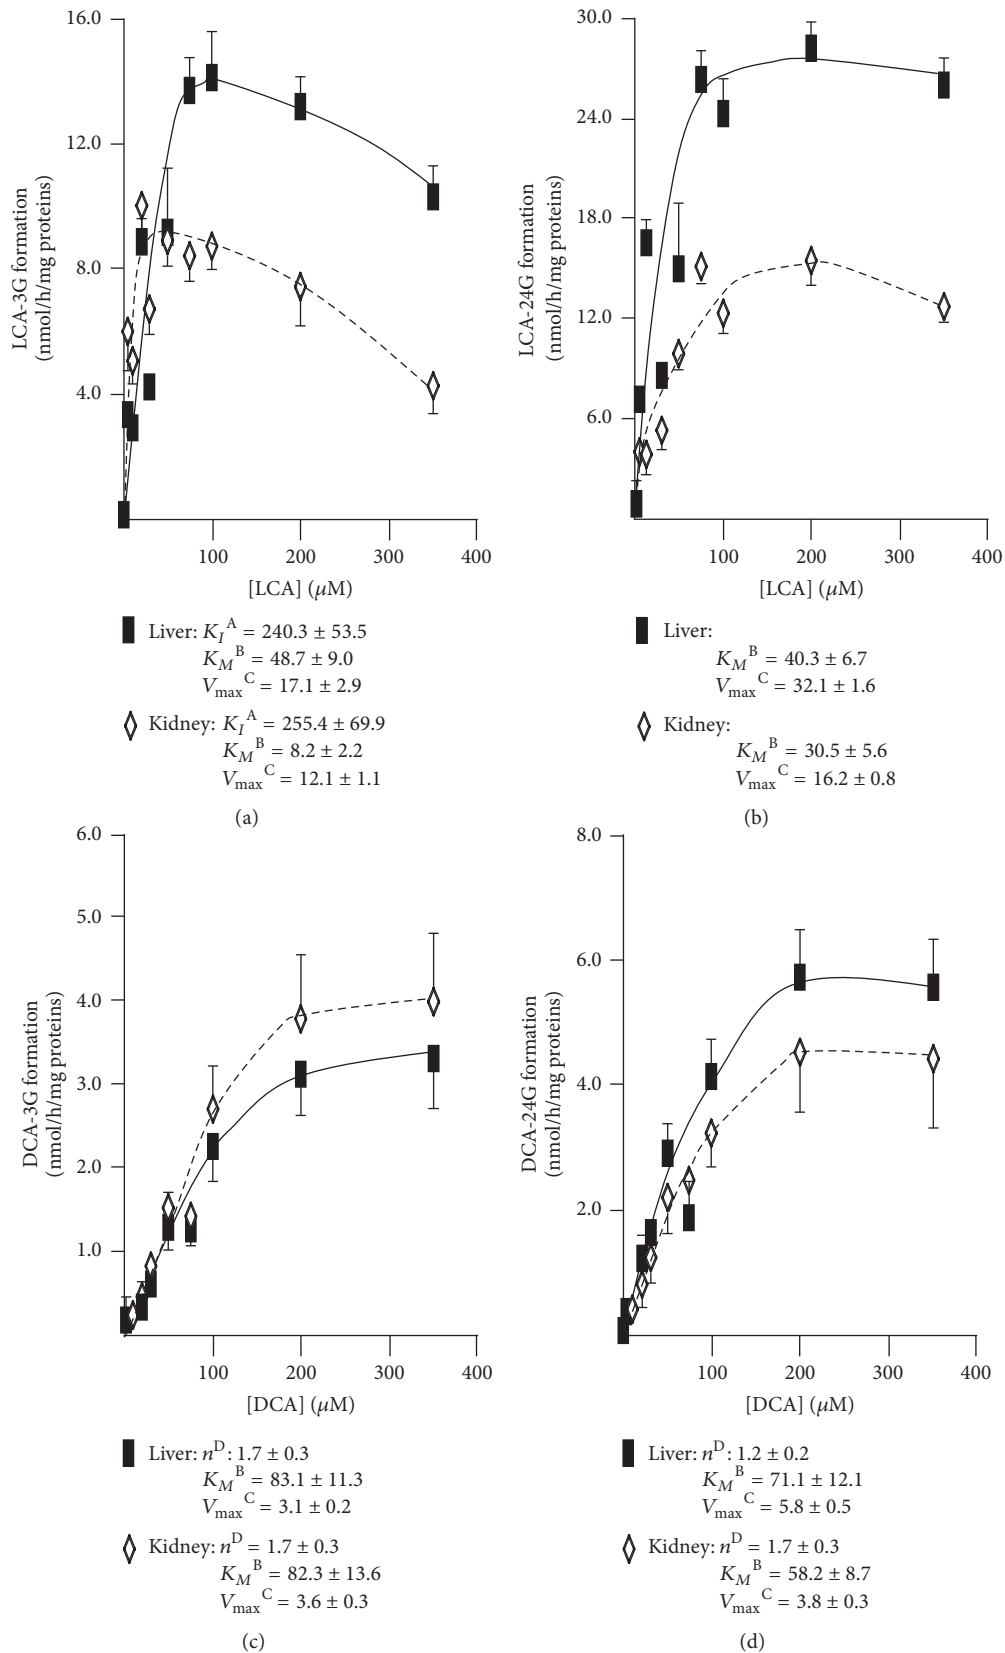 16.0
12.0
8.0
4.0
LCA-3G formation
(nmol/h/mg proteins)
100 200 300 400
[LCA] (μM)
Liver: K_I^A = 240.3 ± 53.5
K_M^B = 48.7 ± 9.0
V_max^C = 17.1 ± 2.9
Kidney: K_I^A = 255.4 ± 69.9
K_M^B = 8.2 ± 2.2
V_max^C = 12.1 ± 1.1
(a)
30.0
24.0
18.0
12.0
6.0
LCA-24G formation
(nmol/h/mg proteins)
100 200 300 400
[LCA] (μM)
Liver:
K_M^B = 40.3 ± 6.7
V_max^C = 32.1 ± 1.6
Kidney:
K_M^B = 30.5 ± 5.6
V_max^C = 16.2 ± 0.8
(b)
6.0
5.0
4.0
3.0
2.0
1.0
DCA-3G formation
(nmol/h/mg proteins)
100 200 300 400
[DCA] (μM)
Liver: n^D: 1.7 ± 0.3
K_M^B = 83.1 ± 11.3
V_max^C = 3.1 ± 0.2
Kidney: n^D = 1.7 ± 0.3
K_M^B = 82.3 ± 13.6
V_max^C = 3.6 ± 0.3
(c)
8.0
6.0
4.0
2.0
DCA-24G formation
(nmol/h/mg proteins)
100 200 300 400
[DCA] (μM)
Liver: n^D: 1.2 ± 0.2
K_M^B = 71.1 ± 12.1
V_max^C = 5.8 ± 0.5
Kidney: n^D = 1.7 ± 0.3
K_M^B = 58.2 ± 8.7
V_max^C = 3.8 ± 0.3
(d)